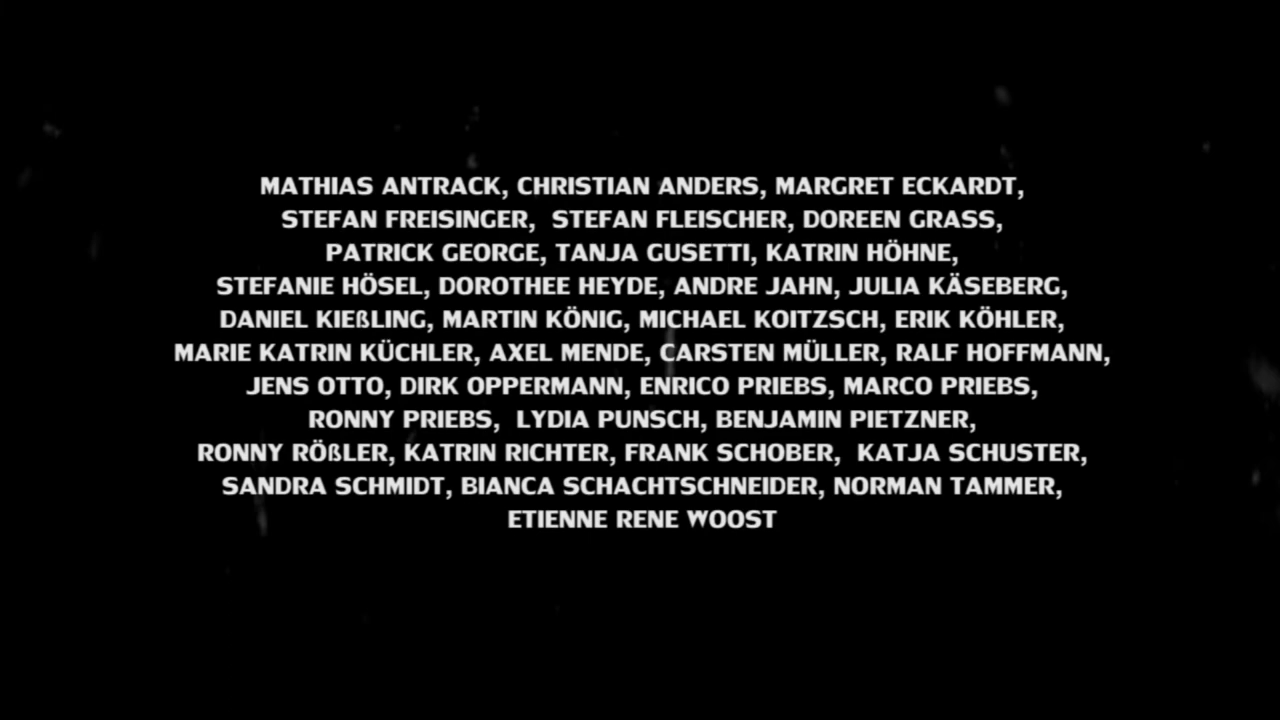 MATHIAS ANTRACK, CHRISTIAN ANDERS, MARGRET ECKARDT,
STEFAN FREISINGER, STEFAN FLEISCHER, DOREEN GRASS,
PATRICK GEORGE, TANJA GUSETTI, KATRIN HÖHNE,
STEFANIE HÖSEL, DOROTHEE HEYDE, ANDRE JAHN, JULIA KÄSEBERG,
DANIEL KIEßLING, MARTIN KÖNIG, MICHAEL KOITZSCH, ERIK KÖHLER,
MARIE KATRIN KÜCHLER, AXEL MENDE, CARSTEN MÜLLER, RALF HOFFMANN,
JENS OTTO, DIRK OPPERMANN, ENRICO PRIEBS, MARCO PRIEBS,
RONNY PRIEBS, LYDIA PUNSCH, BENJAMIN PIETZNER,
RONNY RÖßLER, KATRIN RICHTER, FRANK SCHOBER, KATJA SCHUSTER,
SANDRA SCHMIDT, BIANCA SCHACHTSCHNEIDER, NORMAN TAMMER,
ETIENNE RENE WOOST